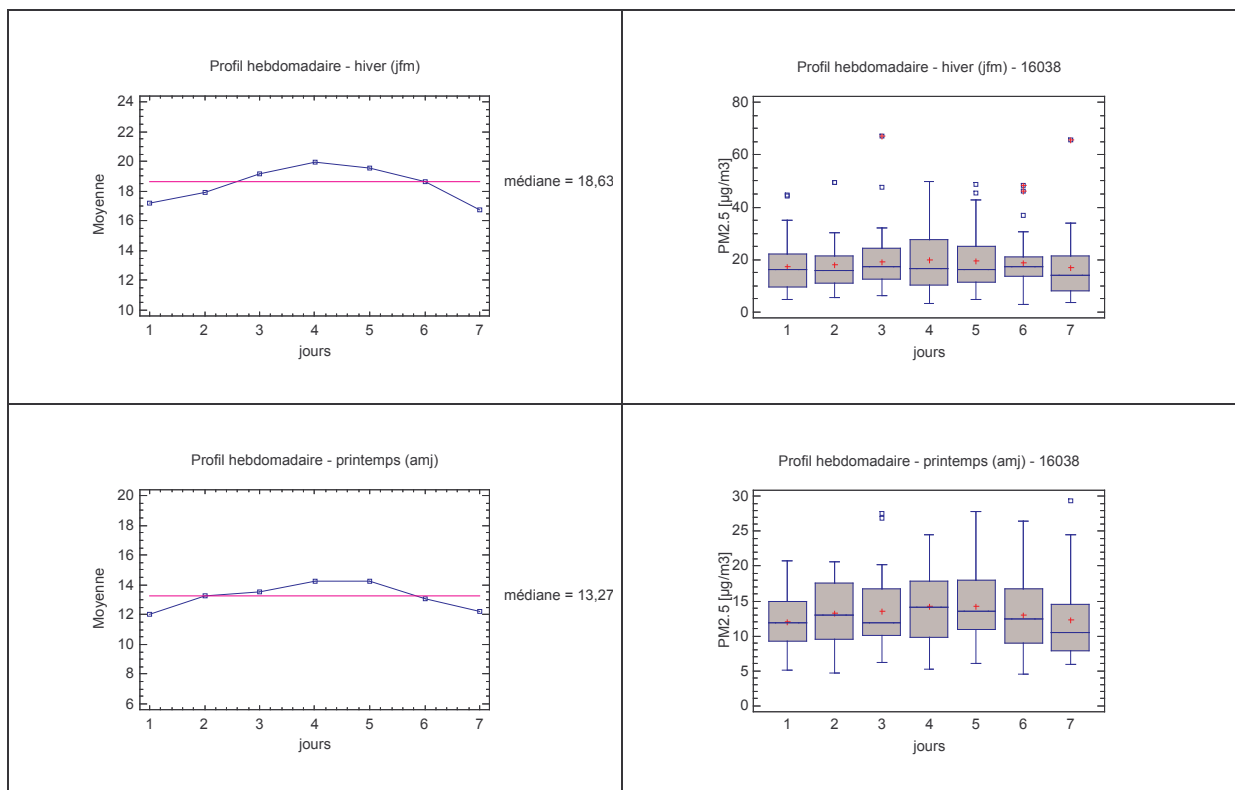 Profil hebdomadaire - hiver (jfm)
24
22
20
18
16
14
12
10
Moyenne
médiane = 18,63
1 2 3 4 5 6 7
jours
Profil hebdomadaire - hiver (jfm) - 16038
80
60
40
20
0
PM2.5 [µg/m3]
1 2 3 4 5 6 7
jours
Profil hebdomadaire - printemps (amj)
20
18
16
14
12
10
8
6
Moyenne
médiane = 13,27
1 2 3 4 5 6 7
jours
Profil hebdomadaire - printemps (amj) - 16038
30
25
20
15
10
5
0
PM2.5 [µg/m3]
1 2 3 4 5 6 7
jours